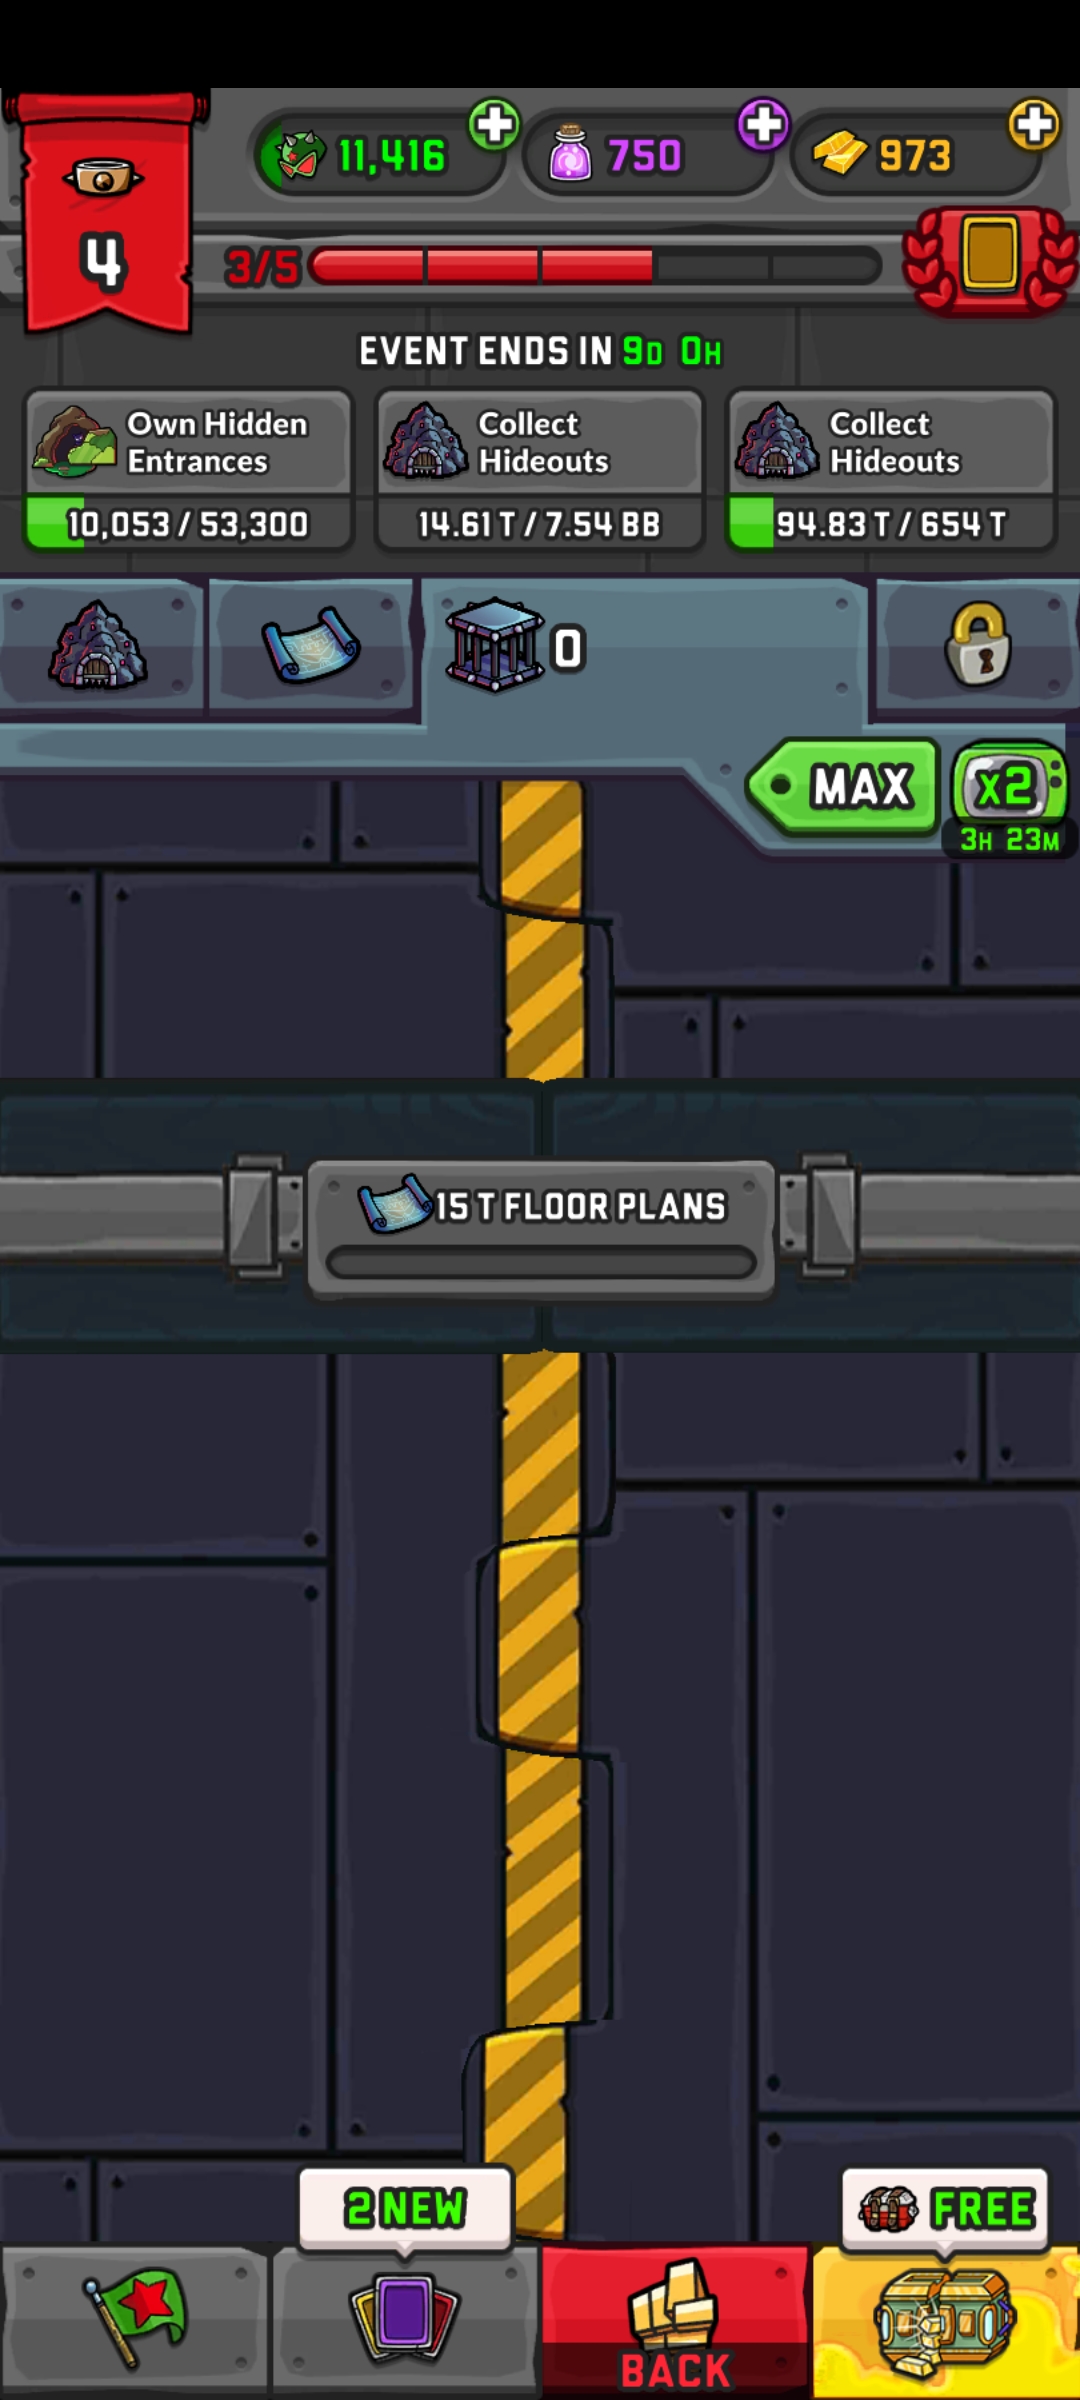 11,416
750
973
4
3/5
EVENT ENDS IN 9D 0H
Own Hidden
Entrances
10,053 / 53,300
Collect
Hideouts
14.61 T / 7.54 BB
Collect
Hideouts
94.83 T / 654 T
0
MAX
X2
3H 23M
15 T FLOOR PLANS
2 NEW
FREE
BACK